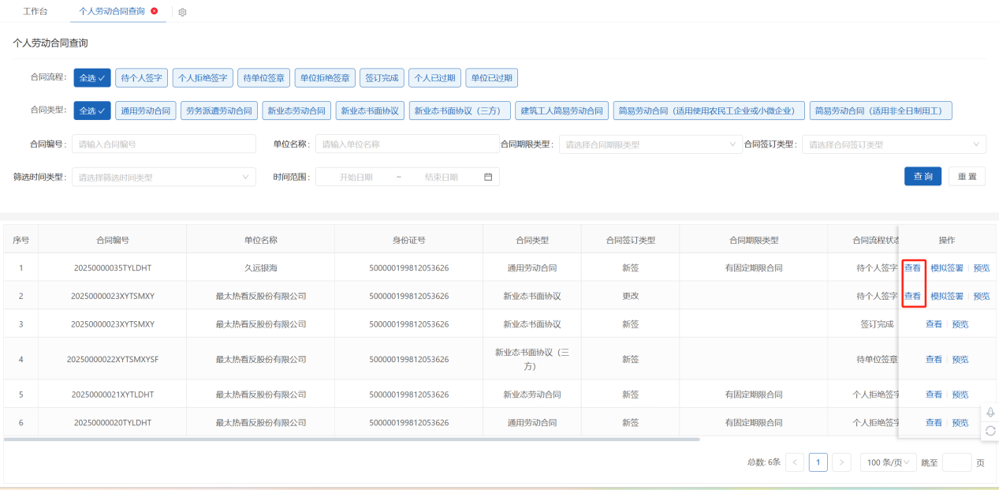 工作台 个人劳动合同查询
个人劳动合同查询
合同流程: 全选 待个人签字 个人拒绝签字 待单位签章 单位拒绝签章 签订完成 个人已过期 单位已过期
合同类型: 全选 通用劳动合同 劳务派遣劳动合同 新业态劳动合同 新业态书面协议 新业态书面协议（三方） 建筑工人简易劳动合同 简易劳动合同（适用使用农民工企业或小微企业） 简易劳动合同（适用非全日制用工）
合同编号: 请输入合同编号 单位名称: 请输入单位名称 合同期限类型: 请选择合同期限类型 合同签订类型: 请选择合同签订类型
筛选时间类型: 请选择筛选时间类型 时间范围: 开始日期 ~ 结束日期 查 询 重 置
序号 合同编号 单位名称 身份证号 合同类型 合同签订类型 合同期限类型 合同流程状态 操作
1 20250000035TYLDHT 久远银海 500000199812053626 通用劳动合同 新签 有固定期限合同 待个人签字 查看 模拟签署 预览
2 20250000023XYTSMXY 最太热看反股份有限公司 500000199812053626 新业态书面协议 更改 待个人签字 查看 模拟签署 预览
3 20250000023XYTSMXY 最太热看反股份有限公司 500000199812053626 新业态书面协议 新签 签订完成 查看 预览
4 20250000022XYTSMXYSF 最太热看反股份有限公司 500000199812053626 新业态书面协议（三
方） 新签 待单位签章 查看 预览
5 20250000021XYTLDHT 最太热看反股份有限公司 500000199812053626 新业态劳动合同 新签 有固定期限合同 个人拒绝签字 查看 预览
6 20250000020TYLDHT 最太热看反股份有限公司 500000199812053626 通用劳动合同 新签 有固定期限合同 个人拒绝签字 查看 预览
总数: 6条 < 1 > 100 条/页 跳至 页